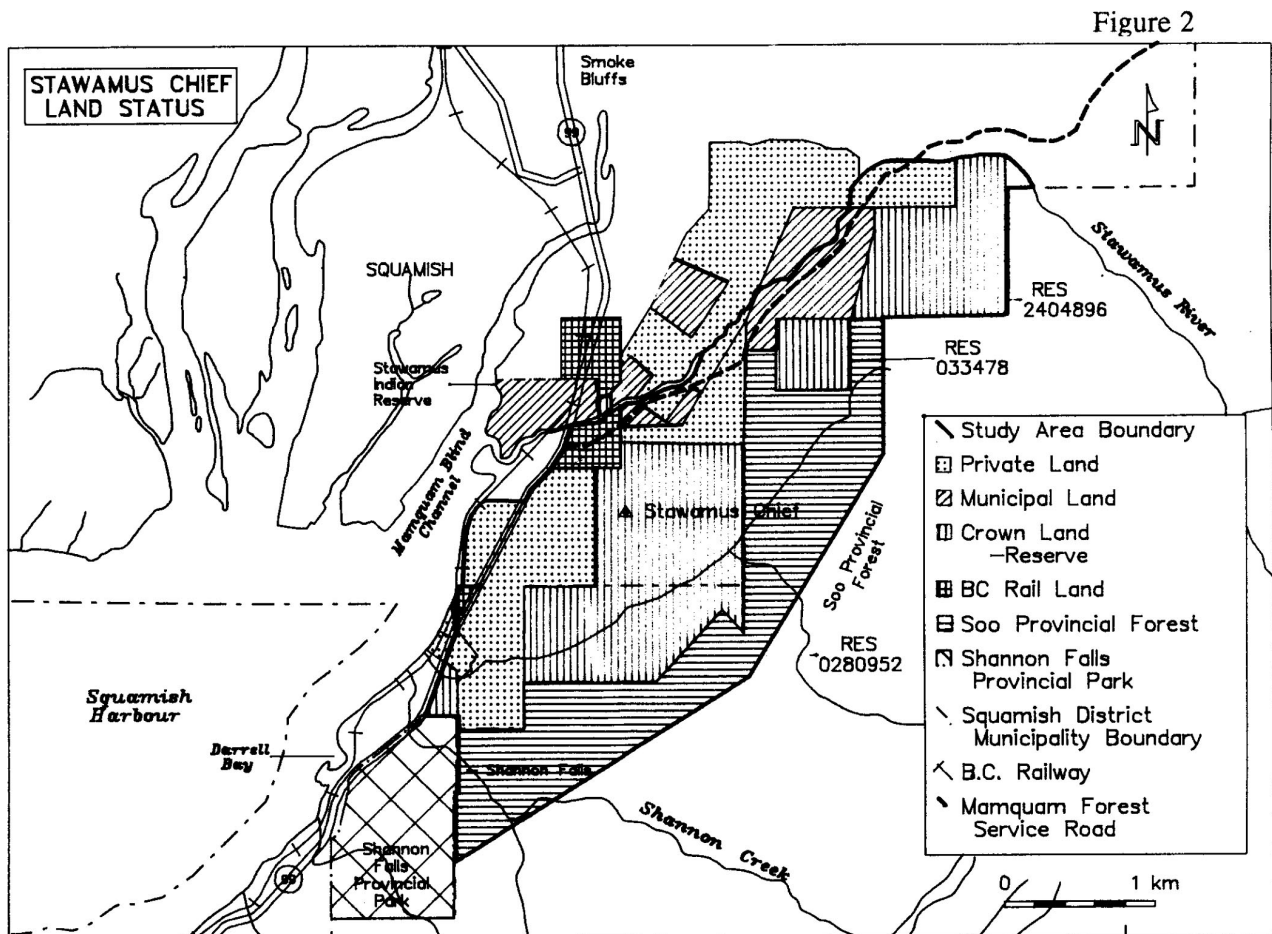 Figure 2
STAWAMUS CHIEF
LAND STATUS
Smoke
Bluffs
99
N
SQUAMISH
Stawamus River
RES
2404896
Stawamus
Indian
Reserve
RES
033478
Mamquam Blind
Channel
Stawamus Chief
Soo Provincial
Forest
RES
0280952
Squamish
Harbour
Darrell
Bay
Shannon Falls
Shannon Creek
Shannon
Falls
Provincial
Park
99
Study Area Boundary
Private Land
Municipal Land
Crown Land
-Reserve
BC Rail Land
Soo Provincial Forest
Shannon Falls
Provincial Park
Squamish District
Municipality Boundary
B.C. Railway
Mamquam Forest
Service Road
0 1 km